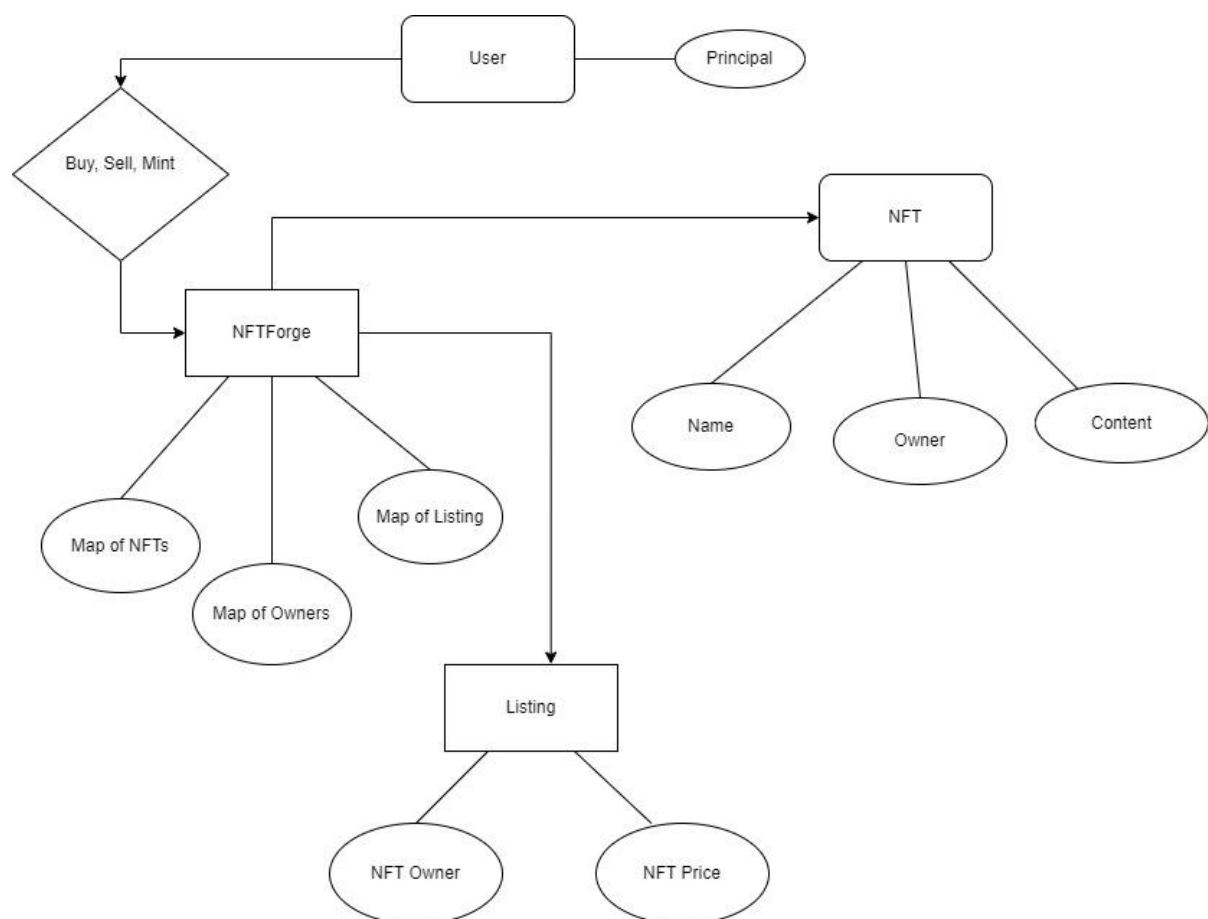 User
Principal
Buy, Sell, Mint
NFT
NFTForge
Name
Owner
Content
Map of Listing
Map of NFTs
Map of Owners
Listing
NFT Owner
NFT Price